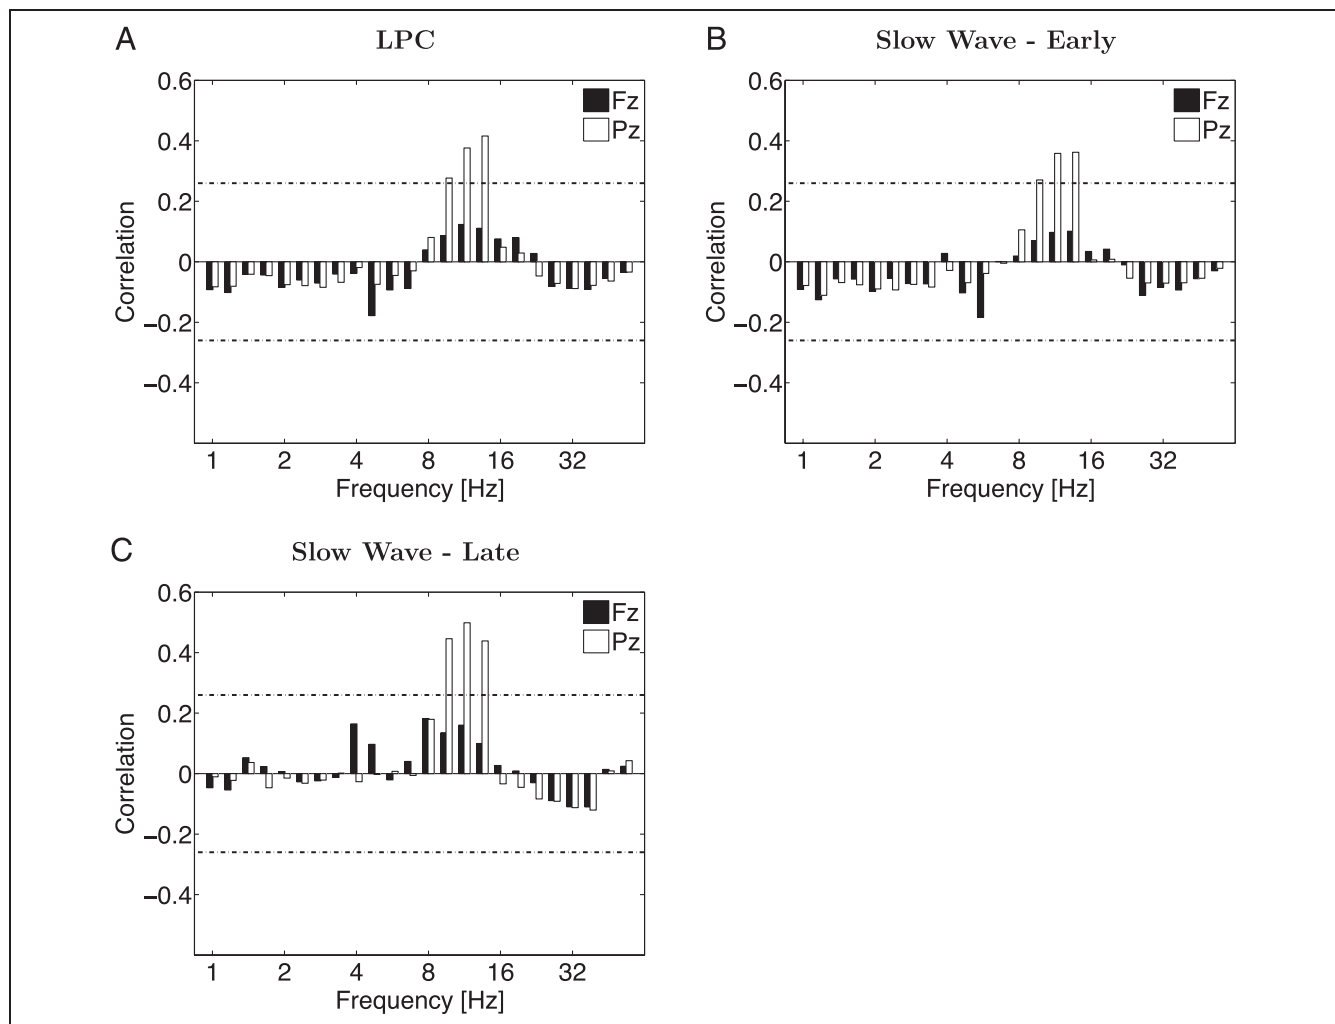 A
LPC
0.6
0.4
0.2
0
−0.2
−0.4
Correlation
Fz
Pz
1 2 4 8 16 32
Frequency [Hz]
B
Slow Wave - Early
0.6
0.4
0.2
0
−0.2
−0.4
Correlation
Fz
Pz
1 2 4 8 16 32
Frequency [Hz]
C
Slow Wave - Late
0.6
0.4
0.2
0
−0.2
−0.4
Correlation
Fz
Pz
1 2 4 8 16 32
Frequency [Hz]